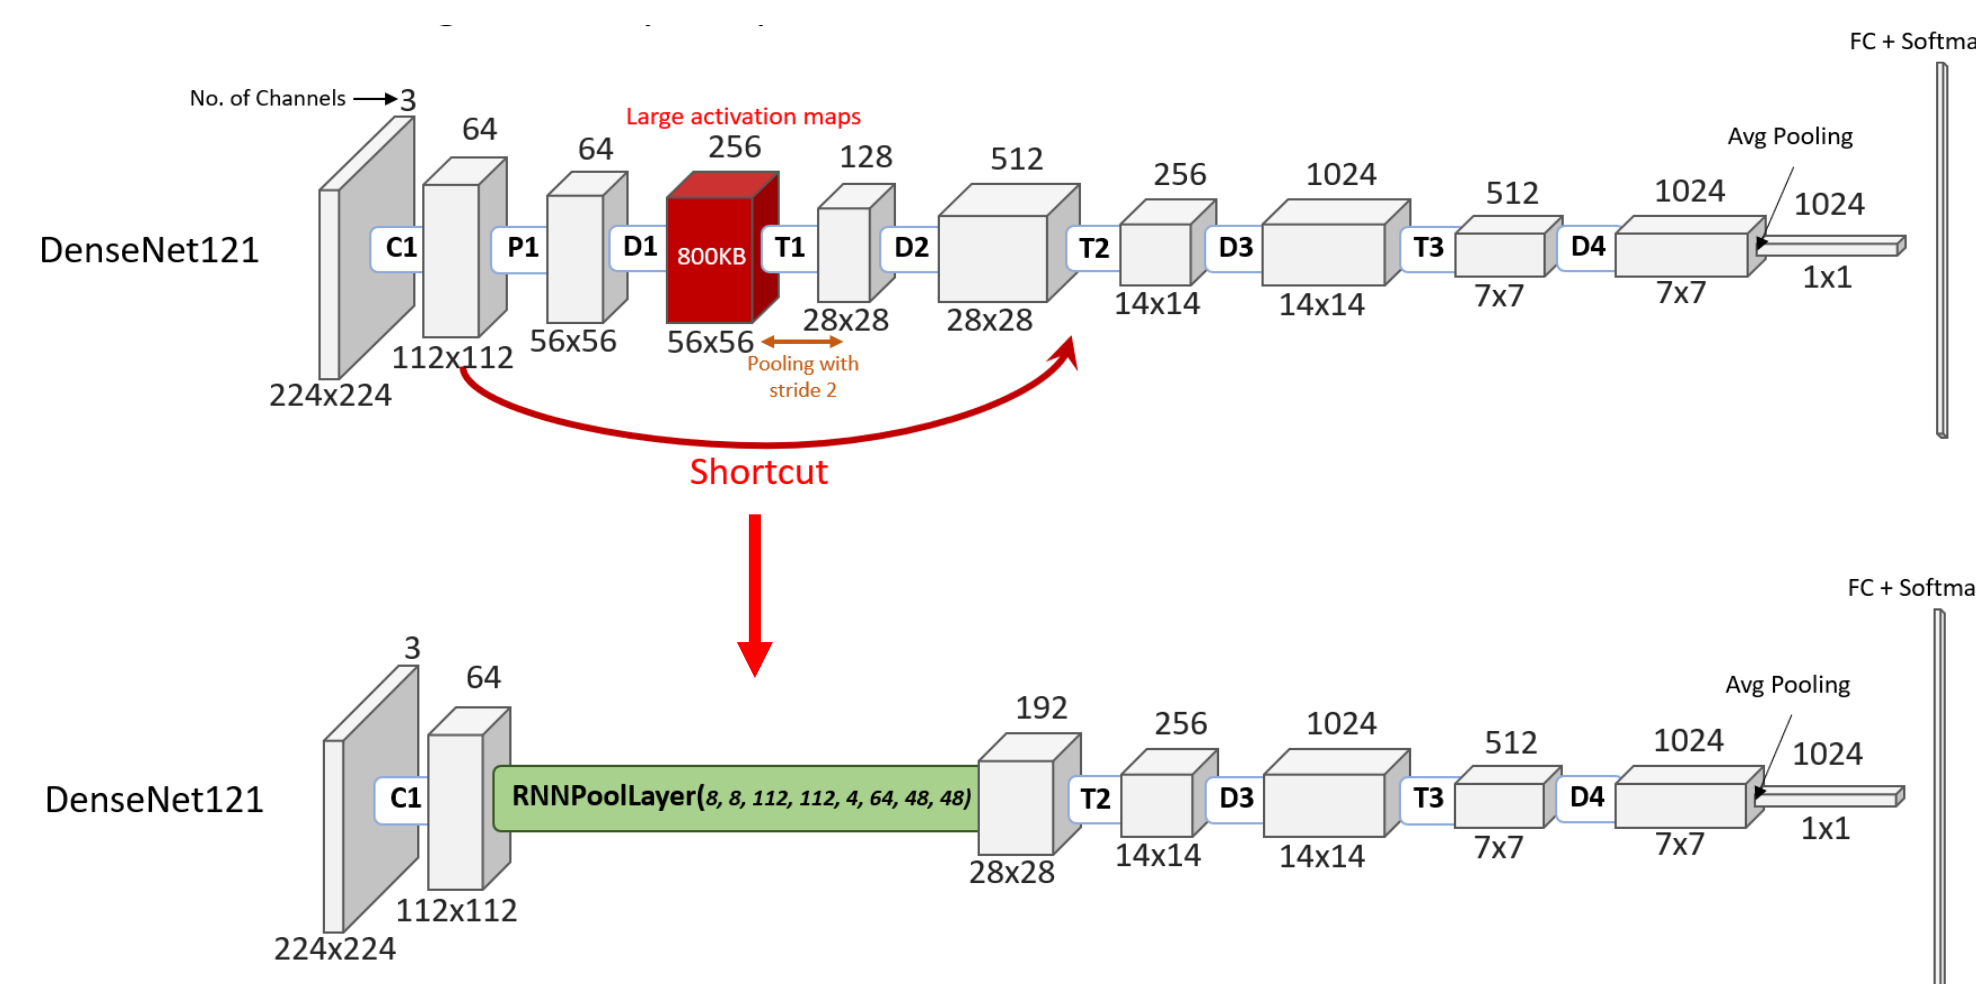 FC + Softma
No. of Channels
3
64
64
Large activation maps
256
128
512
256
1024
512
1024
Avg Pooling
1024
DenseNet121
C1
P1
D1
800KB
T1
D2
T2
D3
T3
D4
224x224
112x112
56x56
56x56
28x28
28x28
14x14
14x14
7x7
7x7
1x1
Pooling with
stride 2
Shortcut
FC + Softma
3
64
192
256
1024
512
1024
Avg Pooling
1024
DenseNet121
C1
RNNPoolLayer(8, 8, 112, 112, 4, 64, 48, 48)
T2
D3
T3
D4
224x224
112x112
28x28
14x14
14x14
7x7
7x7
1x1